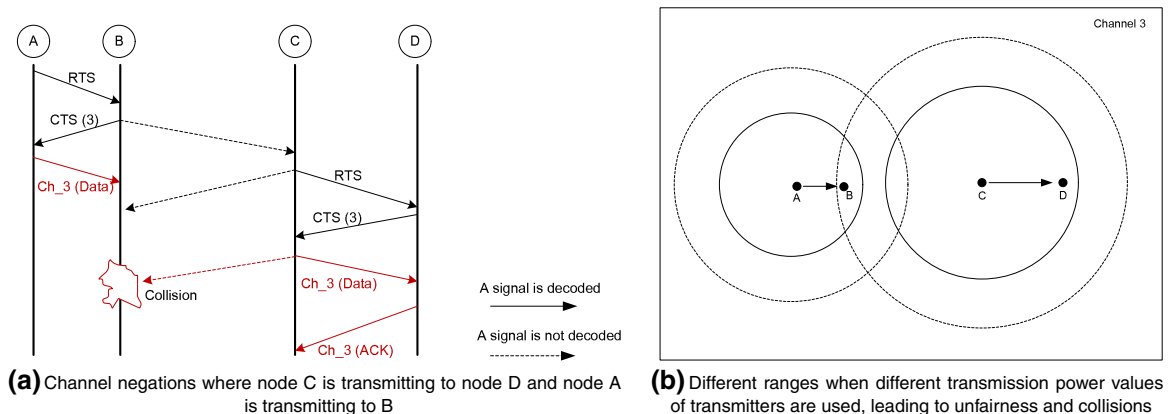 A
B
C
D
RTS
CTS (3)
Ch_3 (Data)
RTS
CTS (3)
Collision
Ch_3 (Data)
Ch_3 (ACK)
A signal is decoded
A signal is not decoded
(a) Channel negations where node C is transmitting to node D and node A
is transmitting to B
Channel 3
A
B
C
D
(b) Different ranges when different transmission power values
of transmitters are used, leading to unfairness and collisions